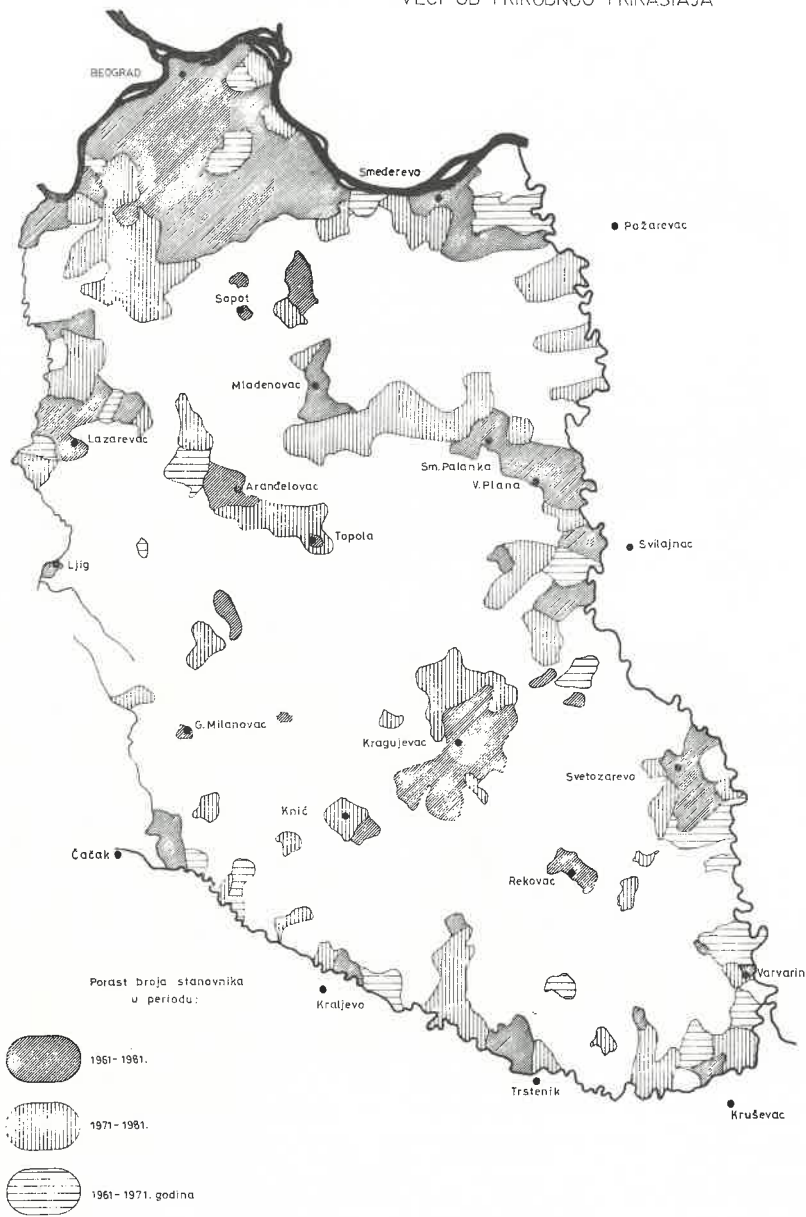 VEĆI OD PRIRODNOG PRIRAŠTAJA
BEOGRAD
Smederevo
Požarevac
Sopot
Mladenovac
Lazarevac
Sm. Palanka
Aranđelovac
V. Plana
Topola
Svilajnac
Ljig
G. Milanovac
Kragujevac
Svetozarevo
Knić
Čačak
Rekovac
Varvarin
Porast broja stanovnika
u periodu:
Kraljevo
1961-1981.
Trstenik
Kruševac
1971-1981.
1961-1971. godina